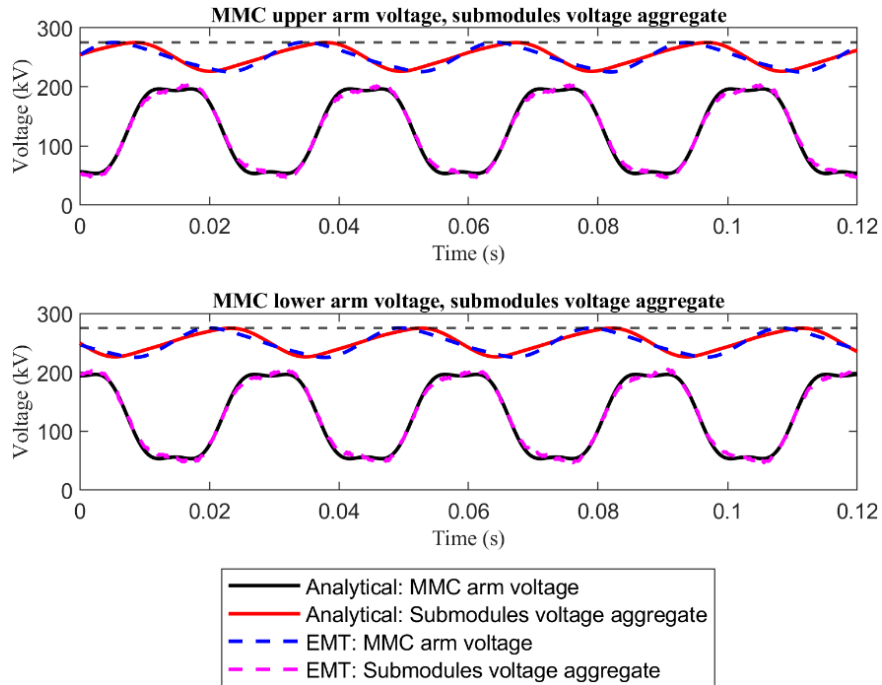 MMC upper arm voltage, submodules voltage aggregate
300
200
100
0
Voltage (kV)
0 0.02 0.04 0.06 0.08 0.1 0.12
Time (s)
MMC lower arm voltage, submodules voltage aggregate
300
200
100
0
Voltage (kV)
0 0.02 0.04 0.06 0.08 0.1 0.12
Time (s)
Analytical: MMC arm voltage
Analytical: Submodules voltage aggregate
EMT: MMC arm voltage
EMT: Submodules voltage aggregate